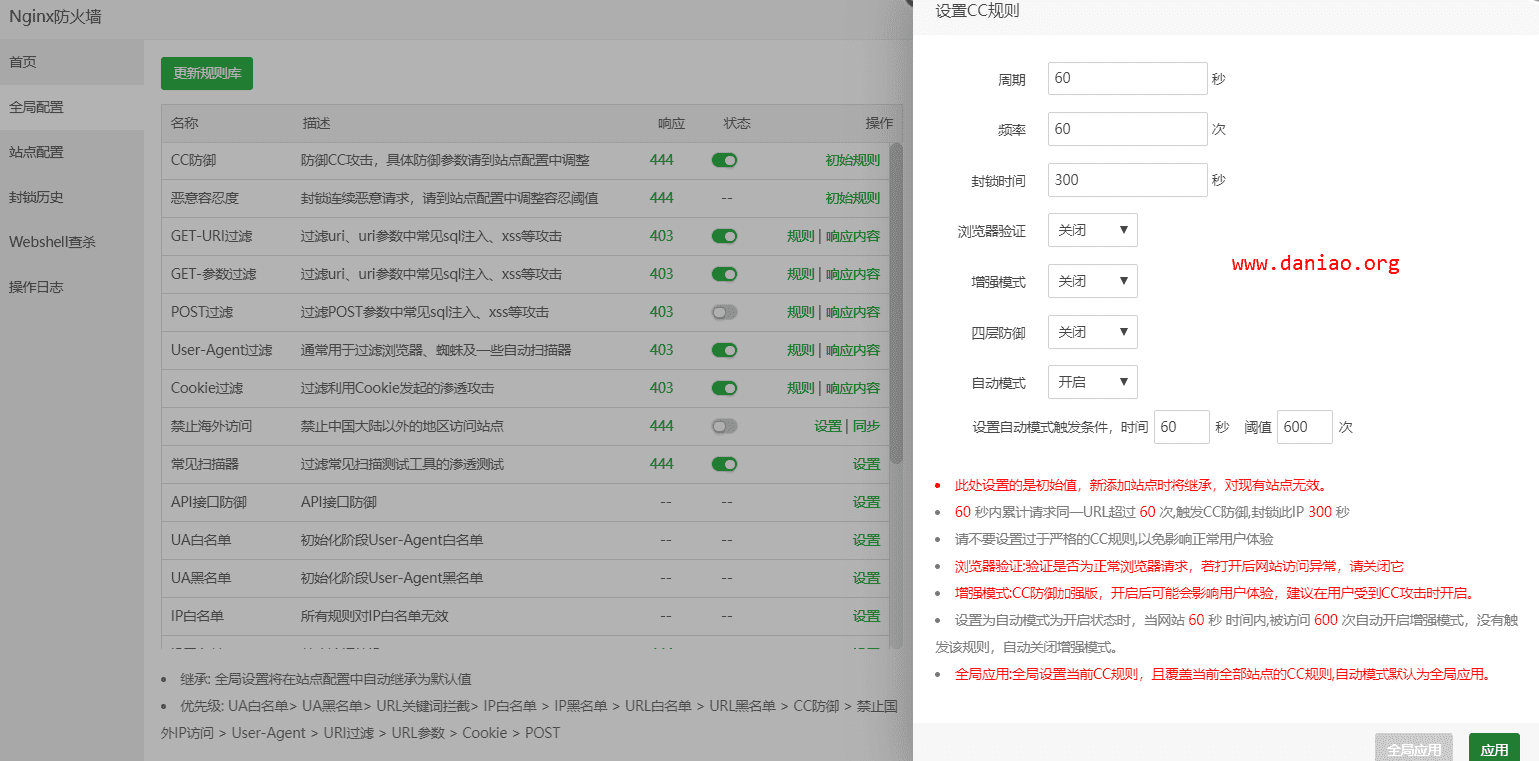 Nginx防火墙
首页
全局配置
站点配置
封锁历史
Webshell查杀
操作日志
更新规则库
名称 描述 响应 状态 操作
CC防御 防御CC攻击，具体防御参数请到站点配置中调整 444 初始规则
恶意容忍度 封锁连续恶意请求，请到站点配置中调整容忍阈值 444 -- 初始规则
GET-URI过滤 过滤uri、uri参数中常见sql注入、xss等攻击 403 规则 | 响应内容
GET-参数过滤 过滤uri、uri参数中常见sql注入、xss等攻击 403 规则 | 响应内容
POST过滤 过滤POST参数中常见sql注入、xss等攻击 403 规则 | 响应内容
User-Agent过滤 通常用于过滤浏览器、蜘蛛及一些自动扫描器 403 规则 | 响应内容
Cookie过滤 过滤利用Cookie发起的渗透攻击 403 规则 | 响应内容
禁止海外访问 禁止中国大陆以外的地区访问站点 444 设置 | 同步
常见扫描器 过滤常见扫描测试工具的渗透测试 444 设置
API接口防御 API接口防御 -- -- 设置
UA白名单 初始化阶段User-Agent白名单 -- -- 设置
UA黑名单 初始化阶段User-Agent黑名单 -- -- 设置
IP白名单 所有规则对IP白名单无效 -- -- 设置
继承: 全局设置将在站点配置中自动继承为默认值
优先级: UA白名单> UA黑名单> URL关键词拦截> IP白名单 > IP黑名单 > URL白名单 > URL黑名单 > CC防御 > 禁止国
外IP访问 > User-Agent > URI过滤 > URL参数 > Cookie > POST
设置CC规则
周期 60 秒
频率 60 次
封锁时间 300 秒
浏览器验证 关闭
增强模式 关闭
四层防御 关闭
自动模式 开启
设置自动模式触发条件，时间 60 秒 阈值 600 次
www.daniao.org
此处设置的是初始值，新添加站点时将继承，对现有站点无效。
60 秒内累计请求同一URL超过 60 次,触发CC防御,封锁此IP 300 秒
请不要设置过于严格的CC规则,以免影响正常用户体验
浏览器验证:验证是否为正常浏览器请求，若打开后网站访问异常，请关闭它
增强模式:CC防御加强版，开启后可能会影响用户体验，建议在用户受到CC攻击时开启。
设置为自动模式为开启状态时，当网站 60 秒 时间内,被访问 600 次自动开启增强模式，没有触
发该规则，自动关闭增强模式。
全局应用:全局设置当前CC规则，且覆盖当前全部站点的CC规则,自动模式默认为全局应用。
全局应用 应用